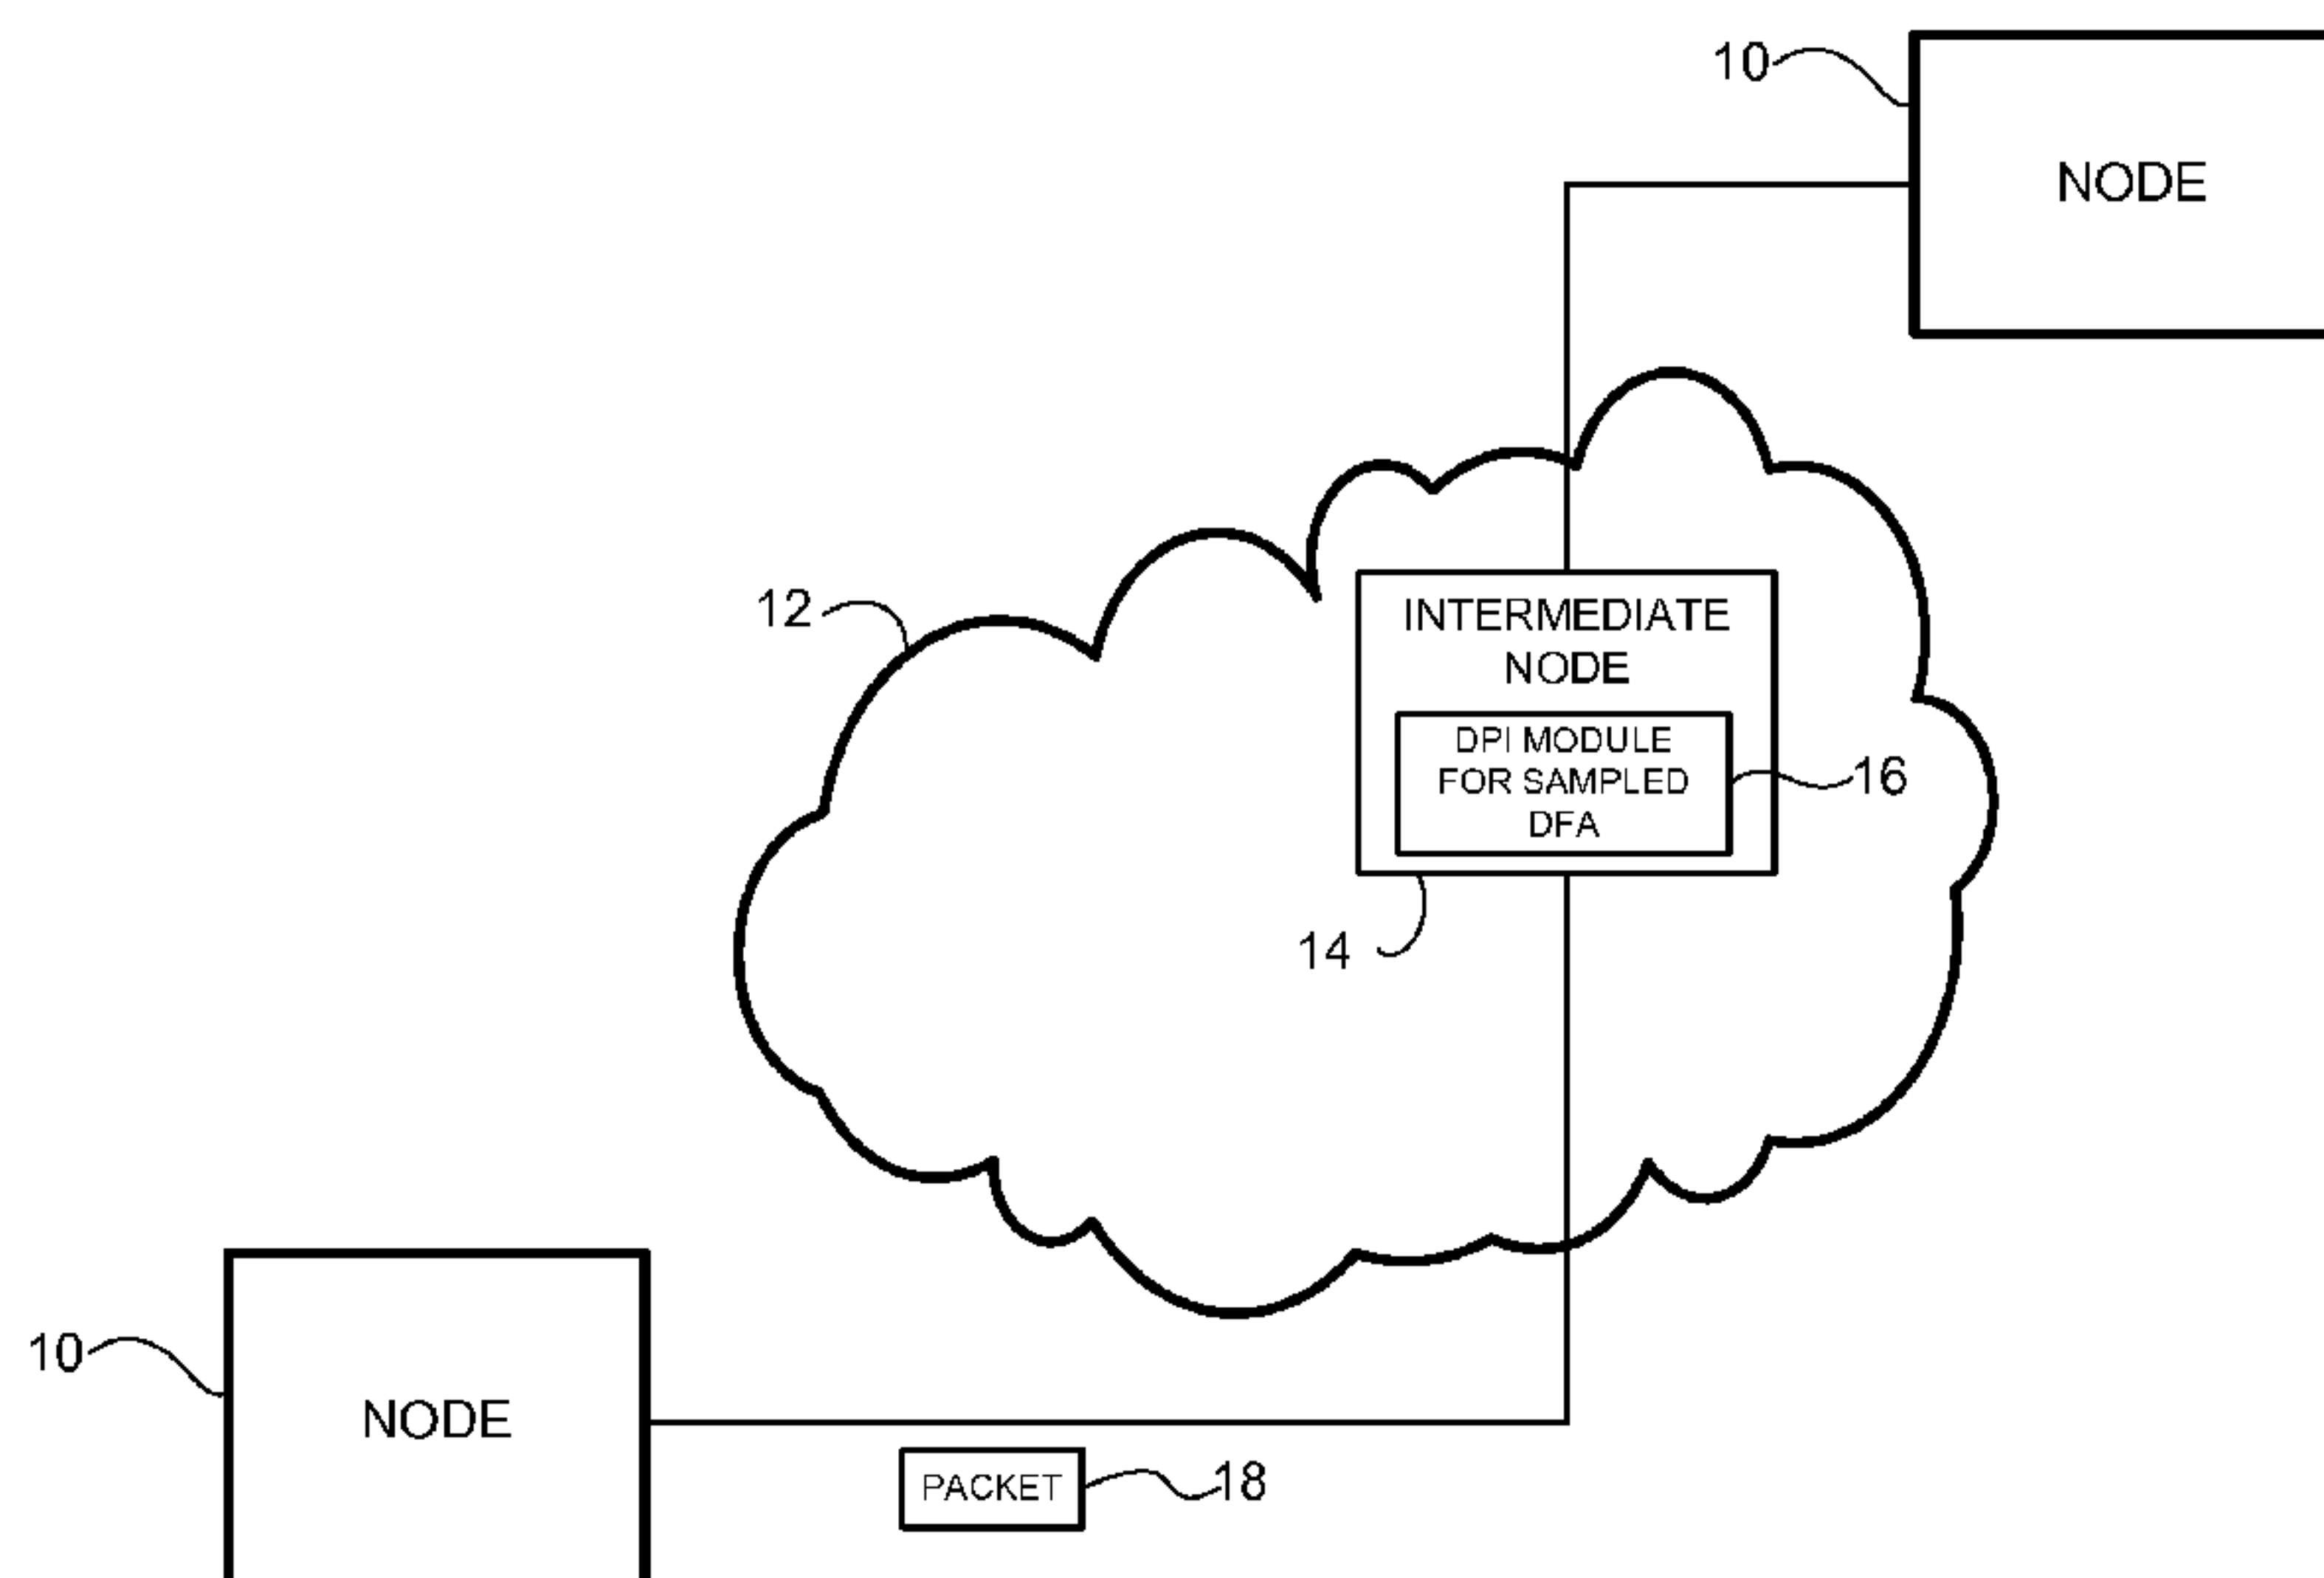 10
NODE
12
INTERMEDIATE
NODE
DPI MODULE
FOR SAMPLED
DFA
16
14
10
NODE
PACKET
18